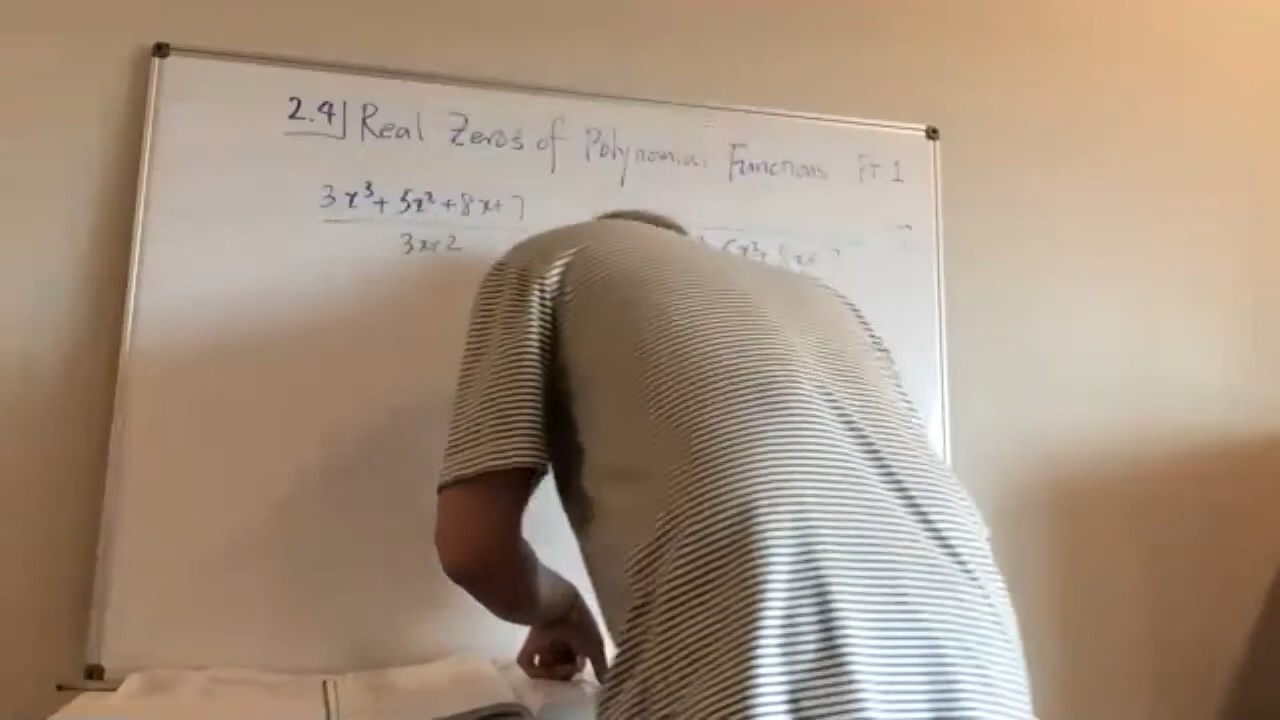 2.4 Real Zeros of Polynomial Functions Pt 1
3x³ + 5x² + 8x + 7
3x+2